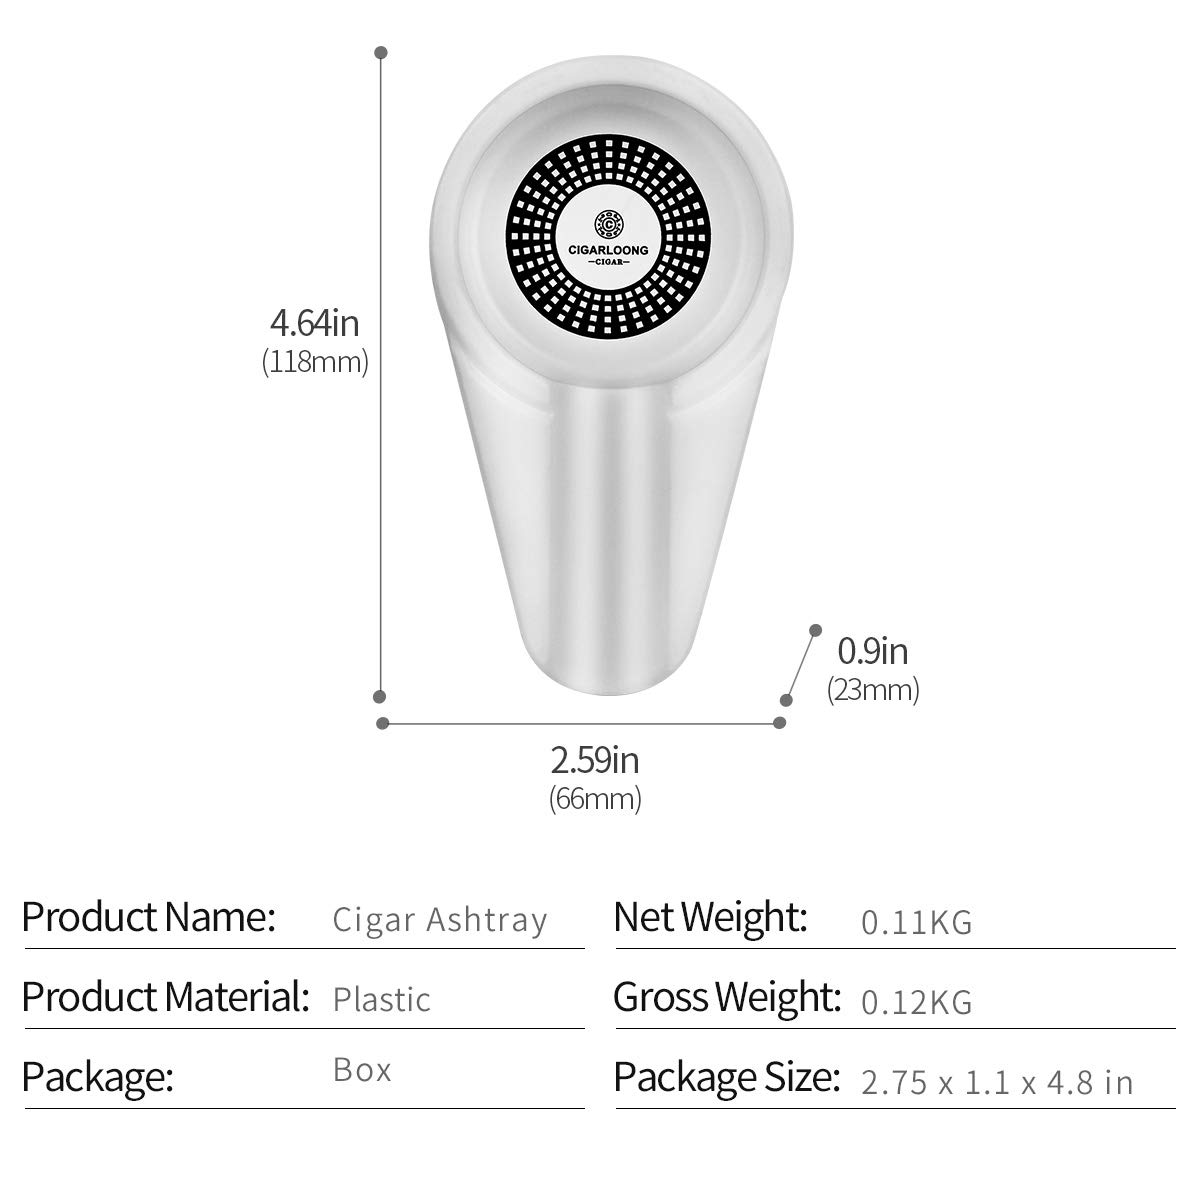 CIGARLOONG
CIGAR
4.64in
(118mm)
0.9in
(23mm)
2.59in
(66mm)
Product Name: Cigar Ashtray
Net Weight: 0.11KG
Product Material: Plastic
Gross Weight: 0.12KG
Package: Box
Package Size: 2.75 x 1.1 x 4.8 in